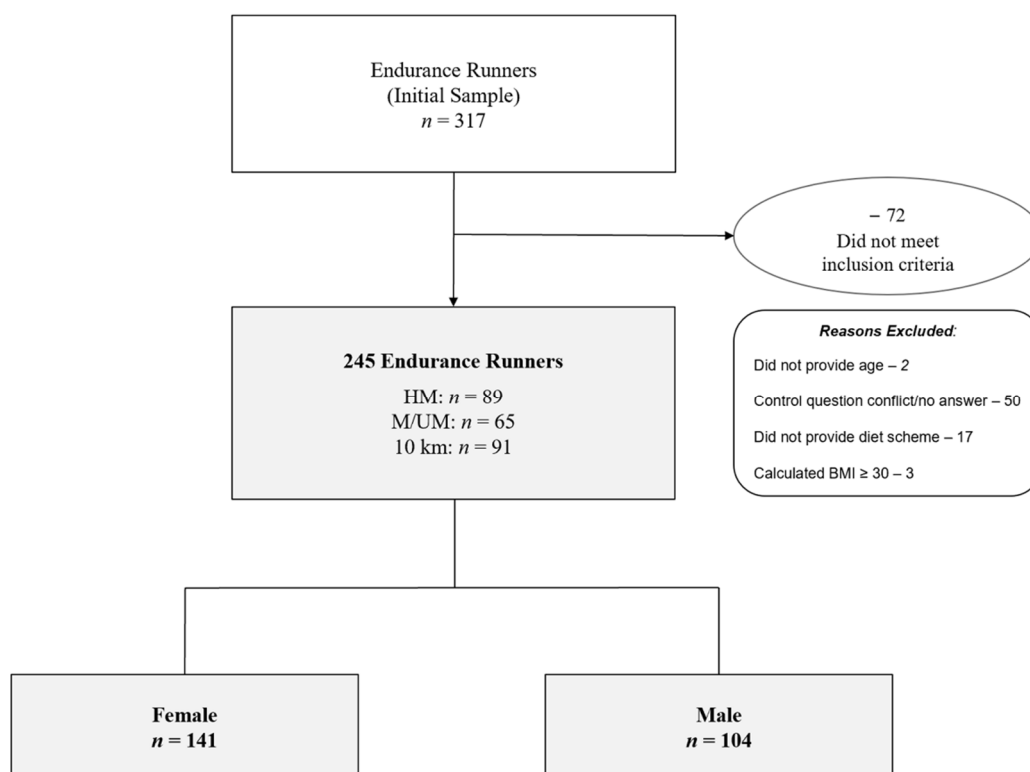 Endurance Runners
(Initial Sample)
n = 317
– 72
Did not meet
inclusion criteria
Reasons Excluded:
Did not provide age – 2
Control question conflict/no answer – 50
Did not provide diet scheme – 17
Calculated BMI ≥ 30 – 3
245 Endurance Runners
HM: n = 89
M/UM: n = 65
10 km: n = 91
Female
n = 141
Male
n = 104